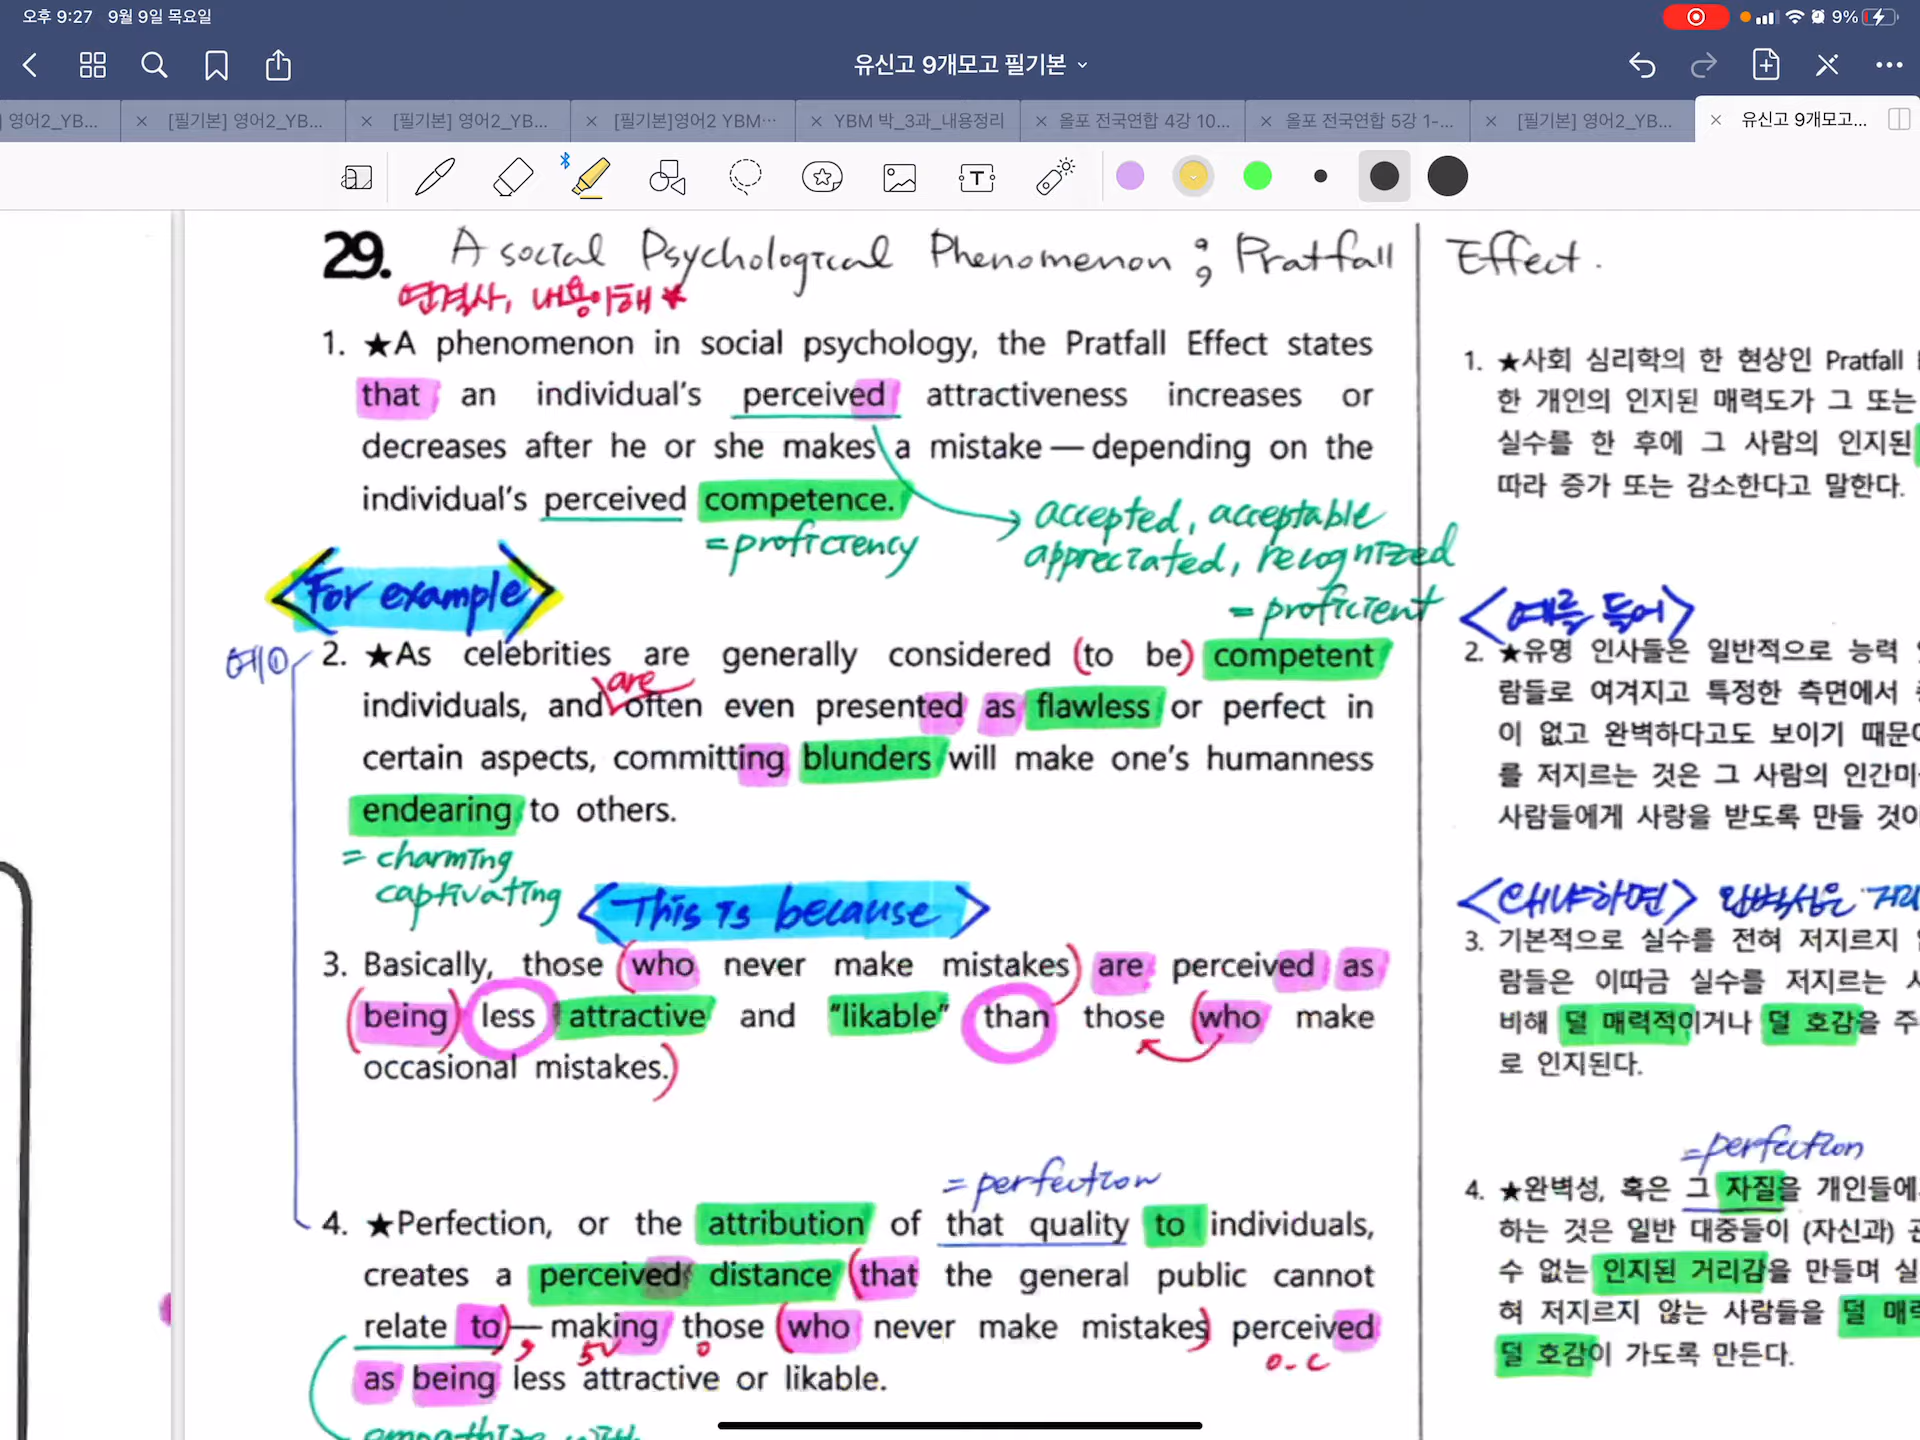 오후 9:27 9월 9일 목요일
9%
유신고 9개모고 필기본
영어2_YB...
[필기본] 영어2_YB...
[필기본] 영어2_YB...
[필기본]영어2 YBM...
YBM 박_3과_내용정리
올포 전국연합 4강 10...
올포 전국연합 5강 1-...
[필기본] 영어2_YB...
유신고 9개모고...
29. A social Psychological Phenomenon ; Pratfall Effect.
연결사, 내용이해 ★
1. ★A phenomenon in social psychology, the Pratfall Effect states
that an individual's perceived attractiveness increases or
decreases after he or she makes a mistake — depending on the
individual's perceived competence.
= proficiency
accepted, acceptable
appreciated, recognized
= proficient
<For example>
예①
2. ★As celebrities are generally considered (to be) competent
are
individuals, and often even presented as flawless or perfect in
certain aspects, committing blunders will make one's humanness
endearing to others.
= charming
captivating
<This is because>
3. Basically, those (who never make mistakes) are perceived as
(being) less attractive and "likable" than those (who make
occasional mistakes.)
= perfection
4. ★Perfection, or the attribution of that quality to individuals,
creates a perceived distance (that the general public cannot
relate to) — making those (who never make mistakes) perceived
, 5V o o-c
as being less attractive or likable.
empathize with
1. ★사회 심리학의 한 현상인 Pratfall
한 개인의 인지된 매력도가 그 또는
실수를 한 후에 그 사람의 인지된
따라 증가 또는 감소한다고 말한다.
<예를 들어>
2. ★유명 인사들은 일반적으로 능력
람들로 여겨지고 특정한 측면에서
이 없고 완벽하다고도 보이기 때문에
를 저지르는 것은 그 사람의 인간미
사람들에게 사랑을 받도록 만들 것이
<왜냐하면> 완벽성은 거리
3. 기본적으로 실수를 전혀 저지르지
람들은 이따금 실수를 저지르는
비해 덜 매력적이거나 덜 호감을 주
로 인지된다.
= perfection
4. ★완벽성, 혹은 그 자질을 개인들에
하는 것은 일반 대중들이 (자신과)
수 없는 인지된 거리감을 만들며
혀 저지르지 않는 사람들을 덜 매력
덜 호감이 가도록 만든다.